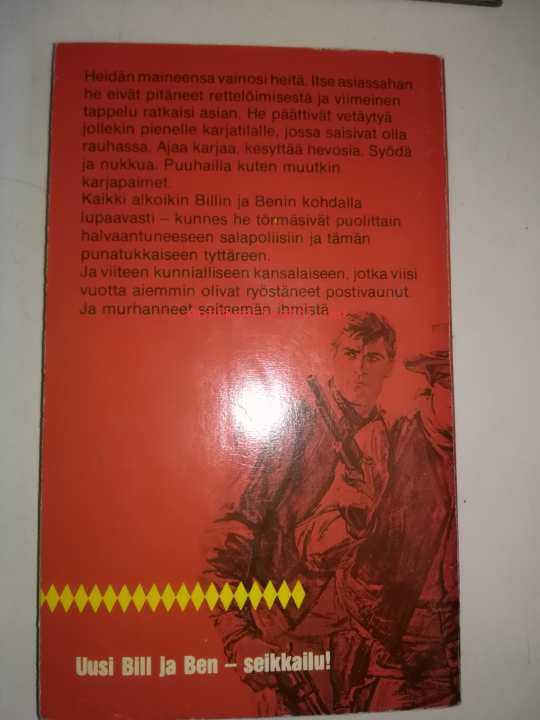 Heidän maineensa vainosi heitä. Itse asiassahan
he eivät pitäneet rettelöimisestä ja viimeinen
tappelu ratkaisi asian. He päättivät vetäytyä
jollekin pienelle karjatilalle, jossa saisivat olla
rauhassa. Ajaa karjaa, kesyttää hevosia. Syödä
ja nukkua. Puuhailla kuten muutkin
karjapaimet.
Kaikki alkoikin Billin ja Benin kohdalla
lupaavasti – kunnes he törmäsivät puolittain
halvaantuneeseen salapoliisiin ja tämän
punatukkaiseen tyttäreen.
Ja viiteen kunnialliseen kansalaiseen, jotka viisi
vuotta aiemmin olivat ryöstäneet postivaunut.
Ja murhanneet seitsemän ihmistä
Uusi Bill ja Ben – seikkailu!